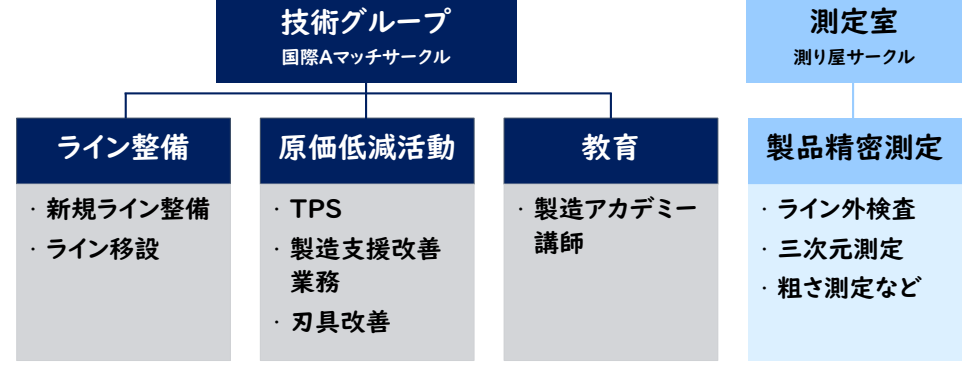 技術グループ
国際Aマッチサークル
測定室
測り屋サークル
ライン整備
・新規ライン整備
・ライン移設
原価低減活動
・TPS
・製造支援改善
業務
・刃具改善
教育
・製造アカデミー
講師
製品精密測定
・ライン外検査
・三次元測定
・粗さ測定など